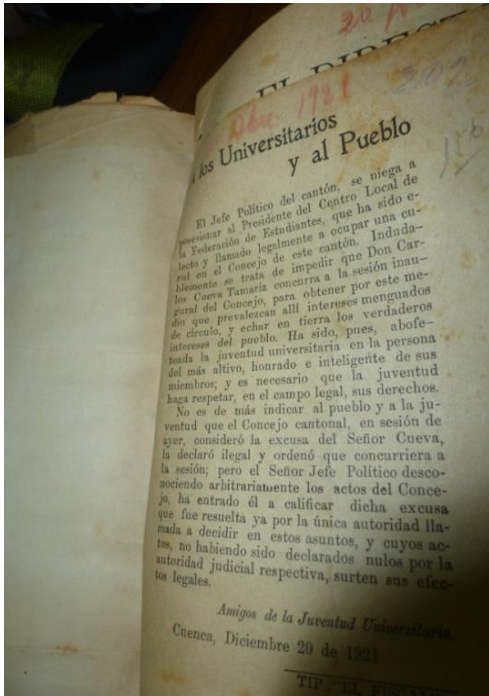 20
EL DIRECT
Dbre 1921
202
156
los Universitarios
y al Pueblo
El Jefe Político del cantón, se niega a
posesionar al Presidente del Centro Local de
la Federación de Estudiantes, que ha sido e-
lecto y llamado legalmente a ocupar una cu-
rul en el Concejo de este cantón. Induda-
blemente se trata de impedir que Don Car-
los Cueva Tamariz concurra a la sesión inau-
gural del Concejo, para obtener por este me-
dio que prevalezcan allí intereses menguados
de círculo, y echar en tierra los verdaderos
intereses del pueblo. Ha sido, pues, abofe-
teada la juventud universitaria en la persona
del más altivo, honrado e inteligente de sus
miembros; y es necesario que la juventud
haga respetar, en el campo legal, sus derechos.
No es de más indicar al pueblo y a la ju-
ventud que el Concejo cantonal, en sesión de
ayer, consideró la excusa del Señor Cueva,
la declaró ilegal y ordenó que concurriera a
la sesión; pero el Señor Jefe Político desco-
nociendo arbitrariamente los actos del Conce-
jo, ha entrado él a calificar dicha excusa
que fue resuelta ya por la única autoridad lla-
mada a decidir en estos asuntos, y cuyos ac-
tos, no habiendo sido declarados nulos por la
autoridad judicial respectiva, surten sus efec-
tos legales.
Amigos de la Juventud Universitaria.
Cuenca, Diciembre 20 de 1921
TIP "EL